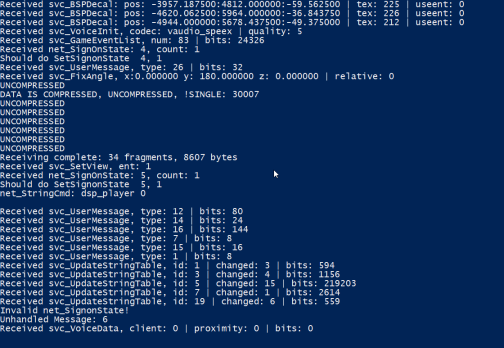 Received svc_BSPDecal: pos: -3957.187500:4812.000000:-59.562500 | tex: 225 | useent: 0
Received svc_BSPDecal: pos: -4620.062500:5964.000000:-36.843750 | tex: 226 | useent: 0
Received svc_BSPDecal: pos: -4944.000000:5678.437500:-49.375000 | tex: 212 | useent: 0
Received svc_VoiceInit, codec: vaudio_speex | quality: 5
Received svc_GameEventList, num: 83 | bits: 24326
Received net_SignOnState: 4, count: 1
Should do SetSignonState  4, 1
Received svc_UserMessage, type: 26 | bits: 32
Received svc_FixAngle, x:0.000000 y: 180.000000 z: 0.000000 | relative: 0
UNCOMPRESSED
DATA IS COMPRESSED, UNCOMPRESSED, !SINGLE: 30007
UNCOMPRESSED
UNCOMPRESSED
UNCOMPRESSED
UNCOMPRESSED
UNCOMPRESSED
UNCOMPRESSED
Receiving complete: 34 fragments, 8607 bytes
Received svc_SetView, ent: 1
Received net_SignOnState: 5, count: 1
Should do SetSignonState  5, 1
net_StringCmd: dsp_player 0
Received svc_UserMessage, type: 12 | bits: 80
Received svc_UserMessage, type: 14 | bits: 24
Received svc_UserMessage, type: 16 | bits: 144
Received svc_UserMessage, type: 7 | bits: 8
Received svc_UserMessage, type: 15 | bits: 16
Received svc_UserMessage, type: 1 | bits: 8
Received svc_UpdateStringTable, id: 1 | changed: 3 | bits: 594
Received svc_UpdateStringTable, id: 3 | changed: 4 | bits: 1156
Received svc_UpdateStringTable, id: 5 | changed: 15 | bits: 219203
Received svc_UpdateStringTable, id: 7 | changed: 1 | bits: 2614
Received svc_UpdateStringTable, id: 19 | changed: 6 | bits: 559
Invalid net_SignonState!
Unhandled Message: 6
Received svc_VoiceData, client: 0 | proximity: 0 | bits: 0